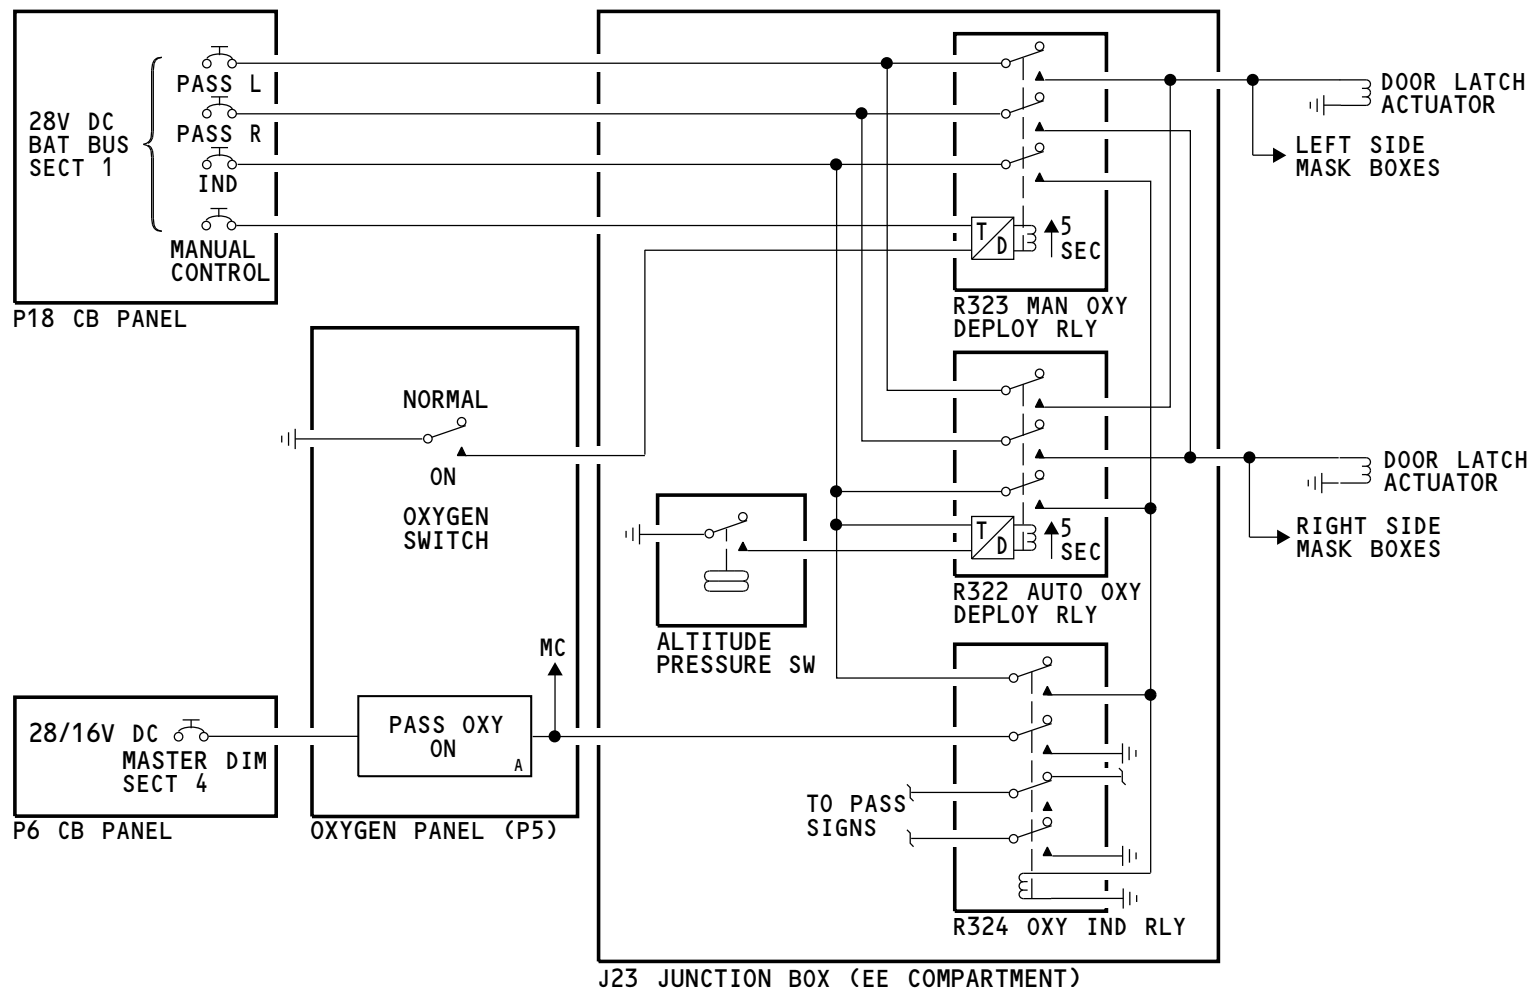 28V DC
BAT BUS
SECT 1
PASS L
PASS R
IND
MANUAL
CONTROL
P18 CB PANEL
NORMAL
ON
OXYGEN
SWITCH
MC
PASS OXY
ON
A
OXYGEN PANEL (P5)
28/16V DC
MASTER DIM
SECT 4
P6 CB PANEL
ALTITUDE
PRESSURE SW
T
D
5
SEC
R323 MAN OXY
DEPLOY RLY
T
D
5
SEC
R322 AUTO OXY
DEPLOY RLY
TO PASS
SIGNS
R324 OXY IND RLY
J23 JUNCTION BOX (EE COMPARTMENT)
DOOR LATCH
ACTUATOR
LEFT SIDE
MASK BOXES
DOOR LATCH
ACTUATOR
RIGHT SIDE
MASK BOXES